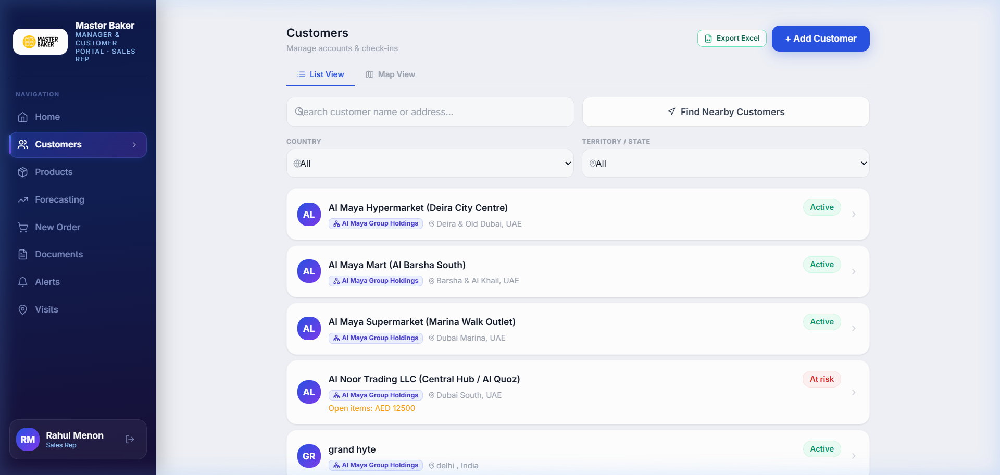 MASTER
BAKER
Master Baker
MANAGER &
CUSTOMER
PORTAL · SALES
REP
NAVIGATION
Home
Customers
Products
Forecasting
New Order
Documents
Alerts
Visits
RM
Rahul Menon
Sales Rep
Customers
Manage accounts & check-ins
Export Excel
+ Add Customer
List View
Map View
Search customer name or address...
Find Nearby Customers
COUNTRY
All
TERRITORY / STATE
All
AL
Al Maya Hypermarket (Deira City Centre)
Al Maya Group Holdings
Deira & Old Dubai, UAE
Active
AL
Al Maya Mart (Al Barsha South)
Al Maya Group Holdings
Barsha & Al Khail, UAE
Active
AL
Al Maya Supermarket (Marina Walk Outlet)
Al Maya Group Holdings
Dubai Marina, UAE
Active
AL
Al Noor Trading LLC (Central Hub / Al Quoz)
Al Maya Group Holdings
Dubai South, UAE
Open items: AED 12500
At risk
GR
grand hyte
Al Maya Group Holdings
delhi , India
Active